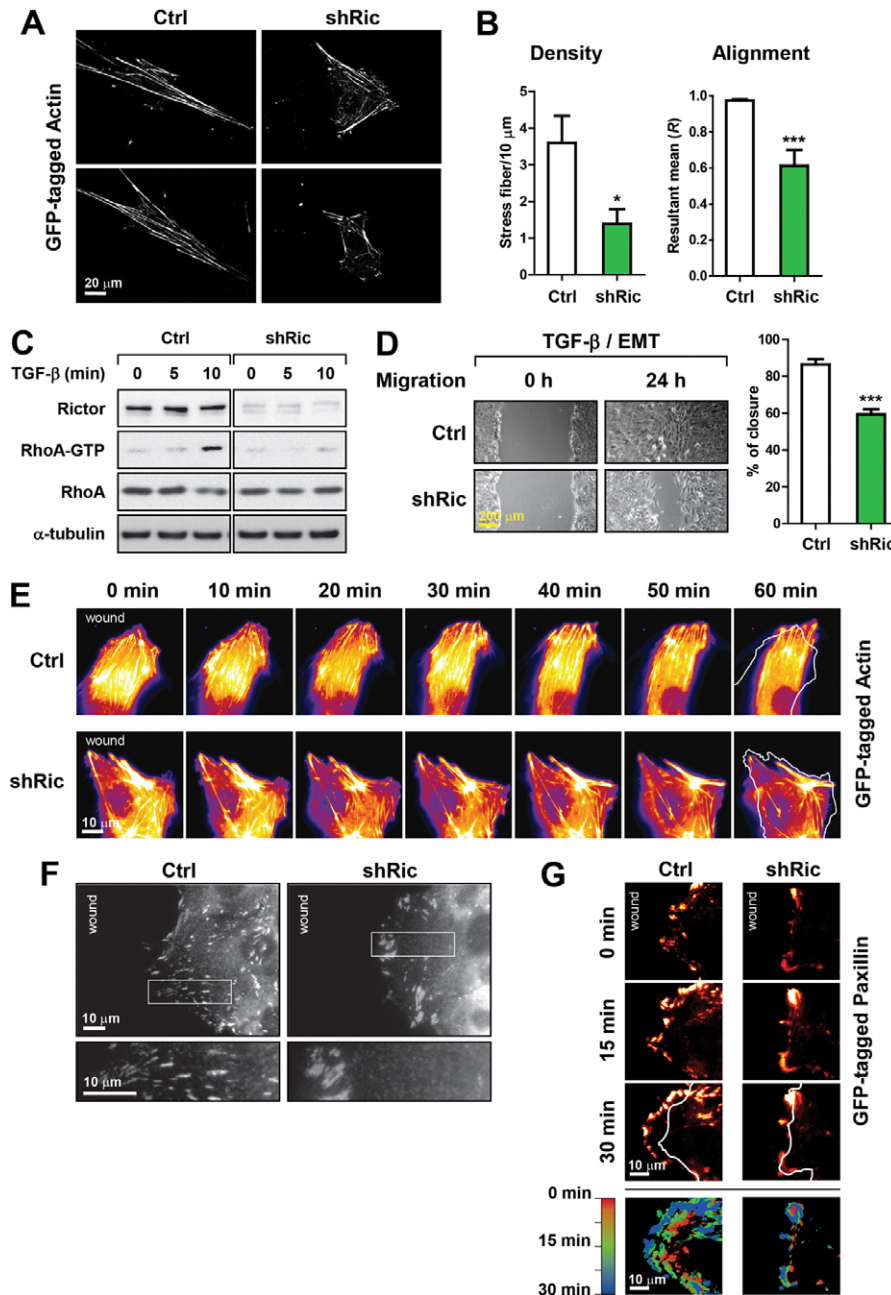 A
Ctrl
shRic
GFP-tagged Actin
20 µm
B
Density
Alignment
Stress fiber/10 µm
5
4
3
2
1
0
Ctrl
shRic
*
Resultant mean (R)
1.0
0.8
0.6
0.4
0.2
0.0
Ctrl
shRic
***
C
Ctrl
shRic
TGF-β (min)
0 5 10 0 5 10
Rictor
RhoA-GTP
RhoA
α-tubulin
D
TGF-β / EMT
Migration 0 h 24 h
Ctrl
shRic
200 µm
% of closure
100
80
60
40
20
0
Ctrl
shRic
***
E
0 min 10 min 20 min 30 min 40 min 50 min 60 min
wound
Ctrl
wound
shRic
10 µm
GFP-tagged Actin
F
Ctrl
shRic
wound
wound
10 µm
10 µm
G
Ctrl
shRic
wound
wound
0 min
15 min
30 min
10 µm
10 µm
GFP-tagged Paxillin
0 min
15 min
30 min
10 µm
10 µm